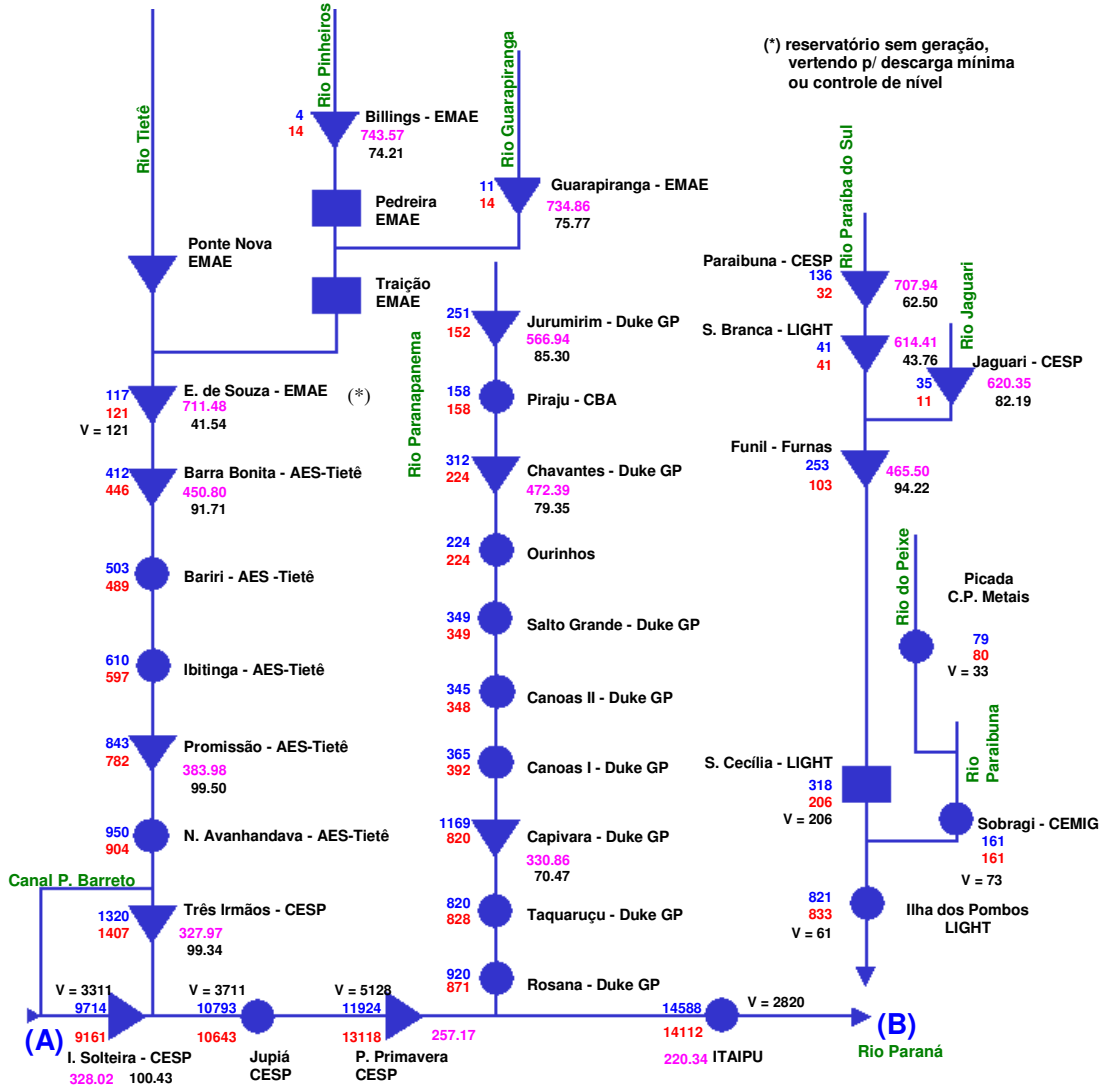 (*) reservatório sem geração,
vertendo p/ descarga mínima
ou controle de nível
Rio Tietê
Rio Pinheiros
Rio Guarapiranga
4
14
Billings - EMAE
743.57
74.21
Pedreira
EMAE
11
14
Guarapiranga - EMAE
734.86
75.77
Ponte Nova
EMAE
Traição
EMAE
117
121
V = 121
E. de Souza - EMAE
(*)
711.48
41.54
412
446
Barra Bonita - AES-Tietê
450.80
91.71
503
489
Bariri - AES -Tietê
610
597
Ibitinga - AES-Tietê
843
782
Promissão - AES-Tietê
383.98
99.50
950
904
N. Avanhandava - AES-Tietê
Canal P. Barreto
1320
1407
Três Irmãos - CESP
327.97
99.34
Rio Paranapanema
251
152
Jurumirim - Duke GP
566.94
85.30
158
158
Piraju - CBA
312
224
Chavantes - Duke GP
472.39
79.35
224
224
Ourinhos
349
349
Salto Grande - Duke GP
345
348
Canoas II - Duke GP
365
392
Canoas I - Duke GP
1169
820
Capivara - Duke GP
330.86
70.47
820
828
Taquaruçu - Duke GP
920
871
Rosana - Duke GP
Rio Paraíba do Sul
Paraibuna - CESP
136
32
707.94
62.50
S. Branca - LIGHT
41
41
614.41
43.76
Rio Jaguari
Jaguari - CESP
35
11
620.35
82.19
Funil - Furnas
253
103
465.50
94.22
Rio do Peixe
Picada
C.P. Metais
79
80
V = 33
Rio
Paraibuna
S. Cecília - LIGHT
318
206
V = 206
Sobragi - CEMIG
161
161
V = 73
821
833
V = 61
Ilha dos Pombos
LIGHT
(A)
V = 3311
9714
9161
I. Solteira - CESP
328.02
100.43
V = 3711
10793
10643
Jupiá
CESP
V = 5128
11924
13118
257.17
P. Primavera
CESP
14588
14112
V = 2820
220.34
ITAIPU
(B)
Rio Paraná